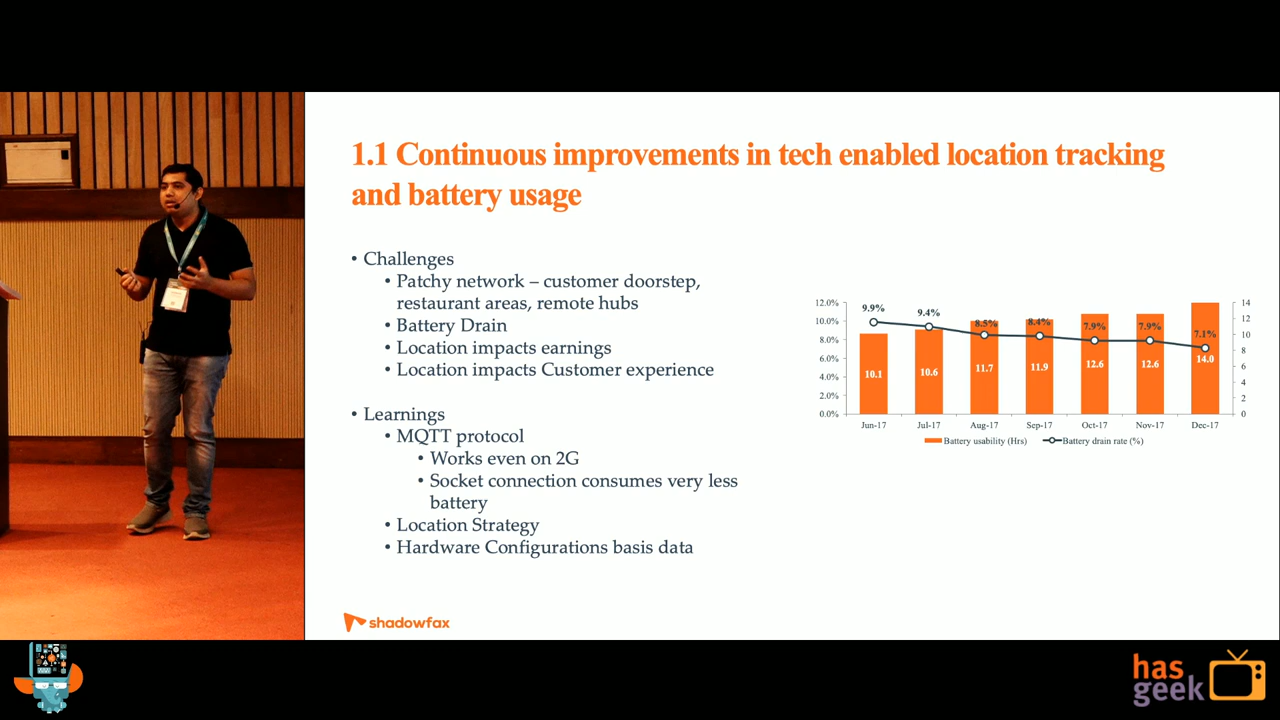 1.1 Continuous improvements in tech enabled location tracking
and battery usage
• Challenges
• Patchy network – customer doorstep,
restaurant areas, remote hubs
• Battery Drain
• Location impacts earnings
• Location impacts Customer experience
• Learnings
• MQTT protocol
• Works even on 2G
• Socket connection consumes very less
battery
• Location Strategy
• Hardware Configurations basis data
12.0%
10.0%
8.0%
6.0%
4.0%
2.0%
0.0%
9.9%
9.4%
8.5%
8.4%
7.9%
7.9%
7.1%
10.1
10.6
11.7
11.9
12.6
12.6
14.0
14
12
10
8
6
4
2
0
Jun-17
Jul-17
Aug-17
Sep-17
Oct-17
Nov-17
Dec-17
Battery usability (Hrs)
Battery drain rate (%)
shadowfax
has
geek